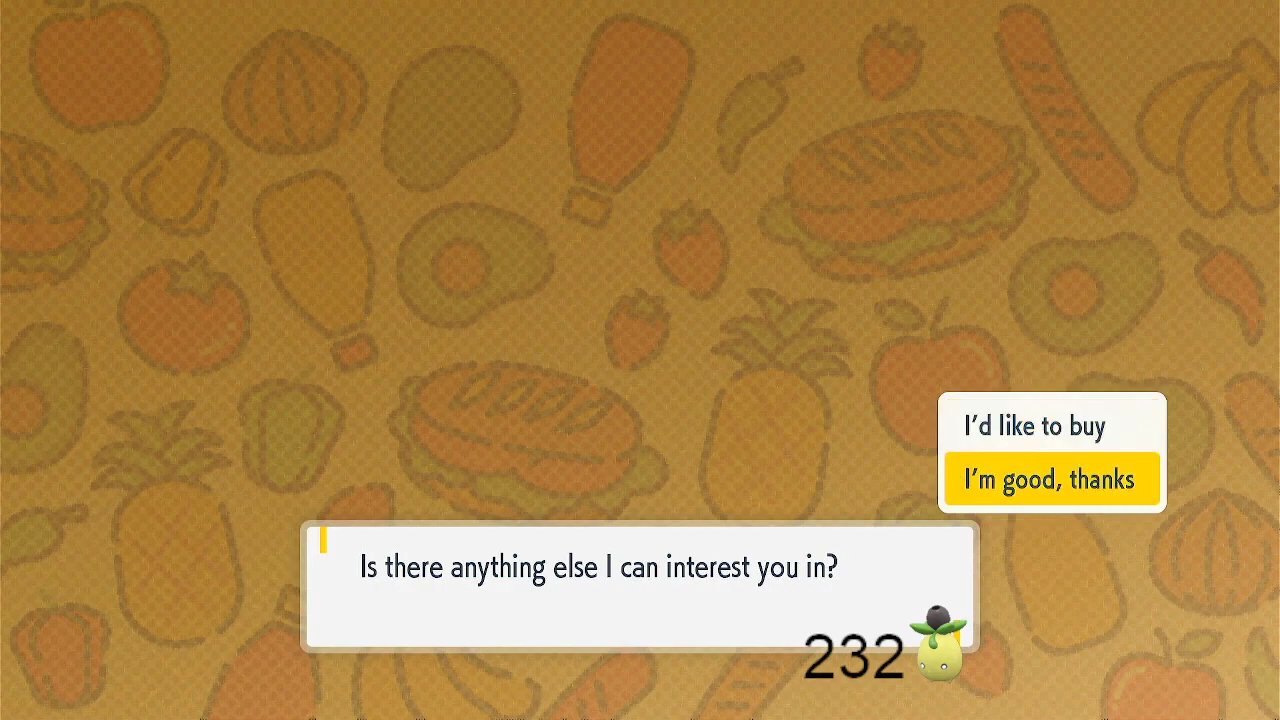 I'd like to buy
I'm good, thanks
Is there anything else I can interest you in?
232